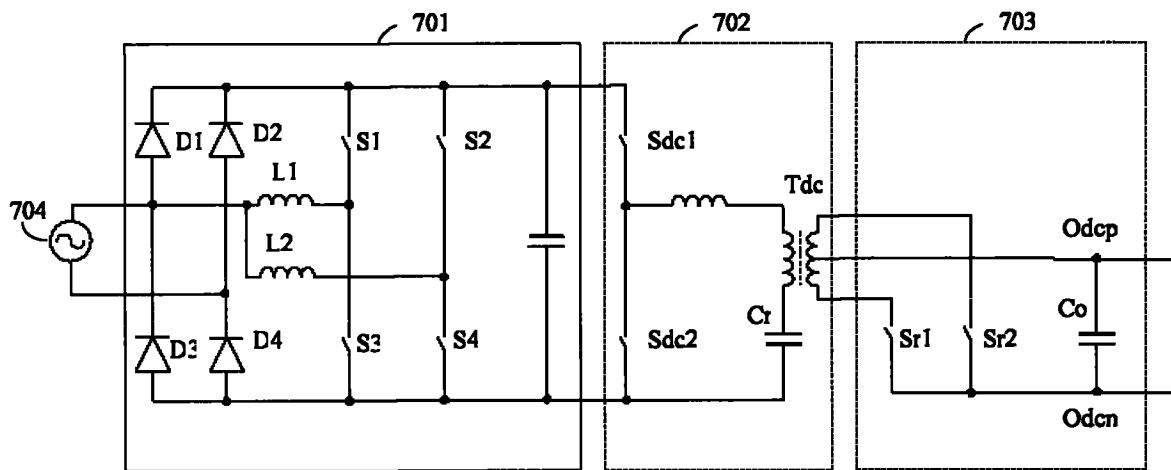 701
702
703
D1
D2
S1
S2
Sdc1
L1
Tdc
704
L2
Odcp
Cr
Co
D3
D4
S3
S4
Sdc2
Sr1
Sr2
Odcn